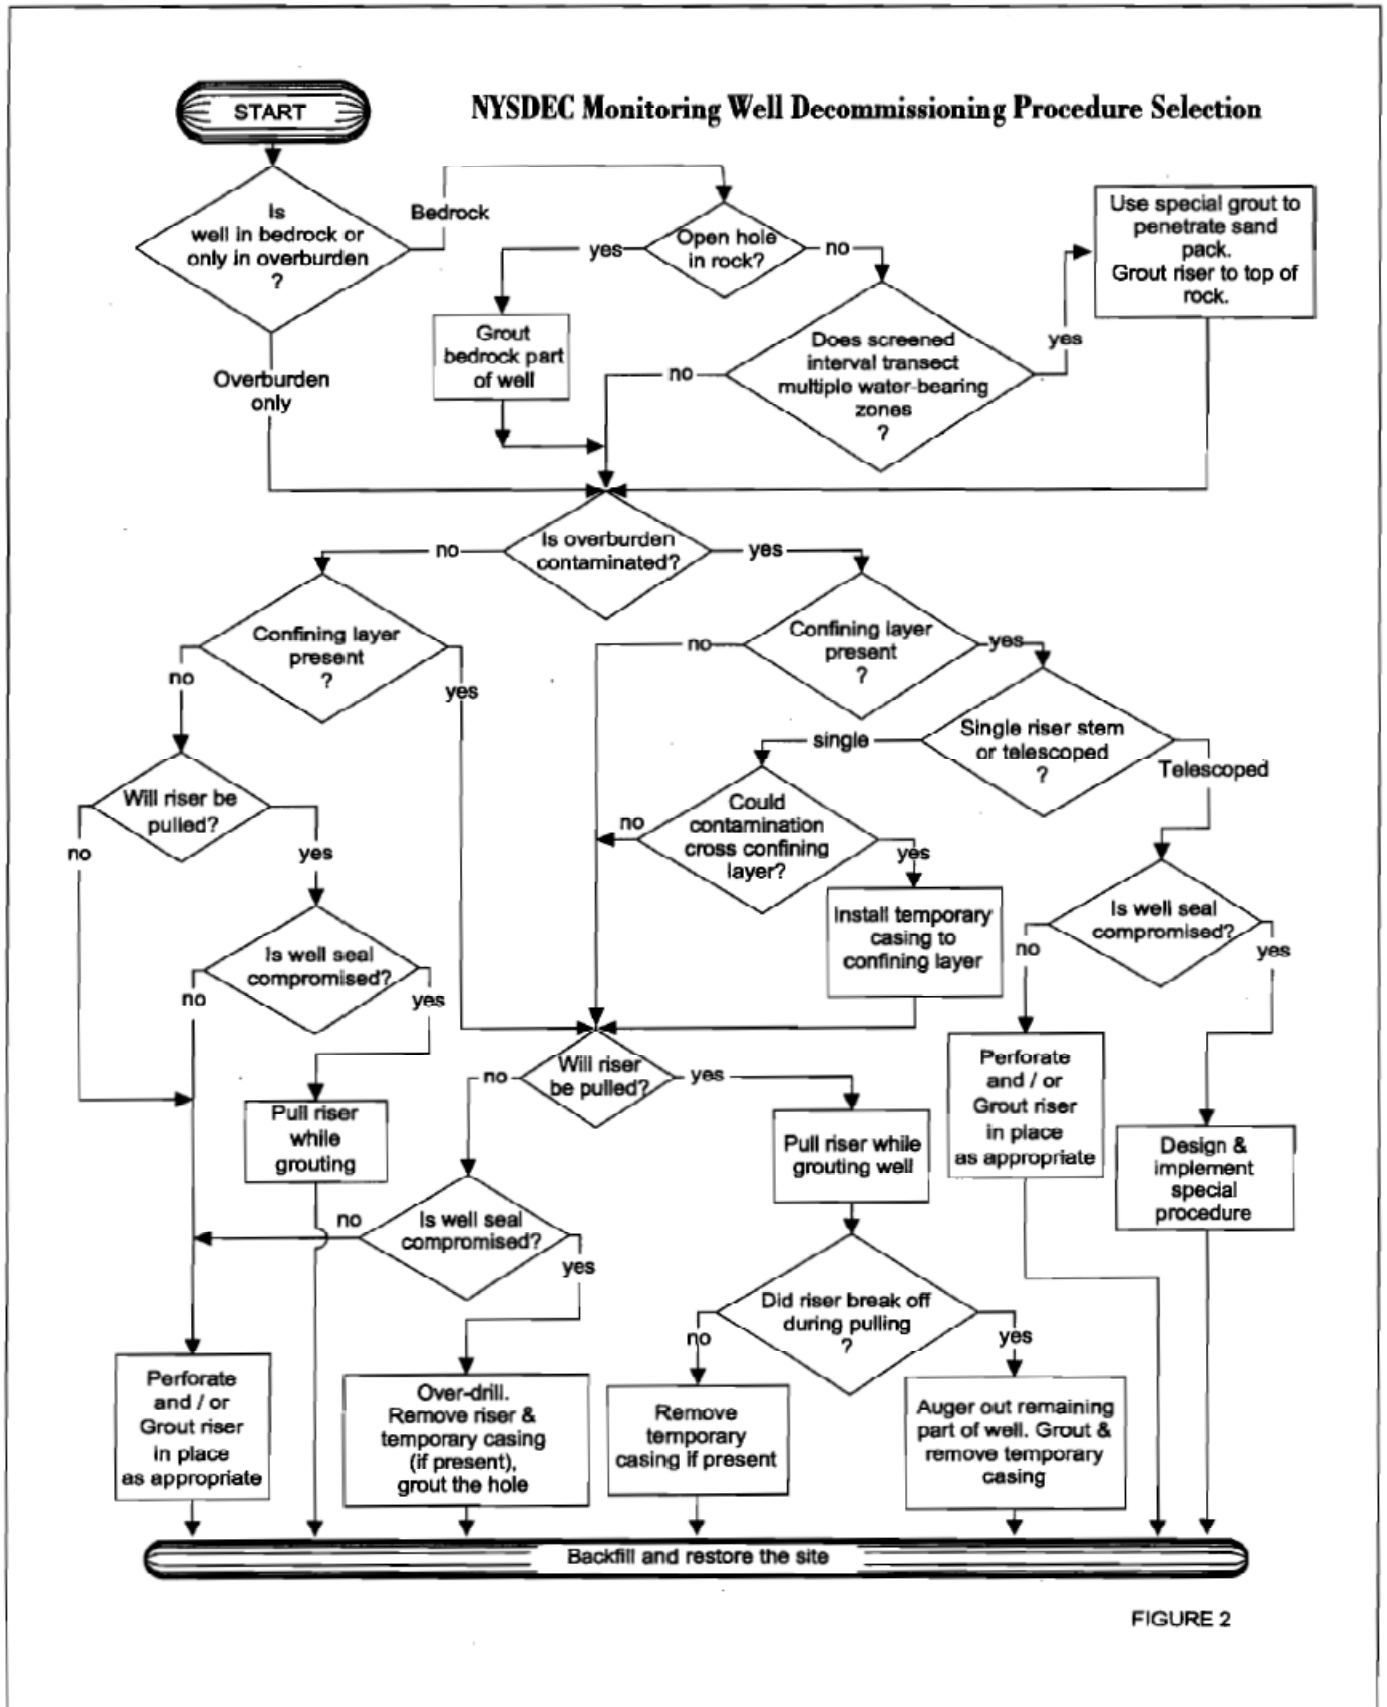 START
NYSDEC Monitoring Well Decommissioning Procedure Selection
Is
well in bedrock or
only in overburden
?
Bedrock
Overburden
only
Open hole
in rock?
yes
no
Grout
bedrock part
of well
Does screened
interval transect
multiple water-bearing
zones
?
no
yes
Use special grout to
penetrate sand
pack.
Grout riser to top of
rock.
Is overburden
contaminated?
no
yes
Confining layer
present
?
no
yes
Confining layer
present
?
no
yes
Single riser stem
or telescoped
?
single
Telescoped
Will riser be
pulled?
no
yes
Could
contamination
cross confining
layer?
no
yes
Install temporary
casing to
confining layer
Is well seal
compromised?
no
yes
Is well seal
compromised?
no
yes
Pull riser
while
grouting
Will riser
be pulled?
no
yes
Perforate
and / or
Grout riser
in place
as appropriate
Design &
implement
special
procedure
Pull riser while
grouting well
Is well seal
compromised?
no
yes
Did riser break off
during pulling
?
no
yes
Perforate
and / or
Grout riser
in place
as appropriate
Over-drill.
Remove riser &
temporary casing
(if present),
grout the hole
Remove
temporary
casing if present
Auger out remaining
part of well. Grout &
remove temporary
casing
Backfill and restore the site
FIGURE 2